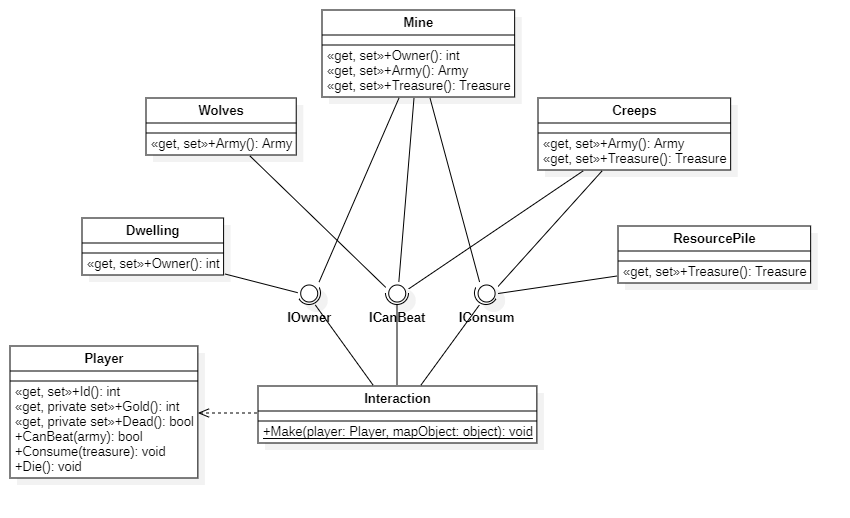 Mine
«get, set»+Owner(): int
«get, set»+Army(): Army
«get, set»+Treasure(): Treasure
Wolves
«get, set»+Army(): Army
Creeps
«get, set»+Army(): Army
«get, set»+Treasure(): Treasure
Dwelling
«get, set»+Owner(): int
ResourcePile
«get, set»+Treasure(): Treasure
IOwner
ICanBeat
IConsum
Player
«get, set»+Id(): int
«get, private set»+Gold(): int
«get, private set»+Dead(): bool
+CanBeat(army): bool
+Consume(treasure): void
+Die(): void
Interaction
+Make(player: Player, mapObject: object): void